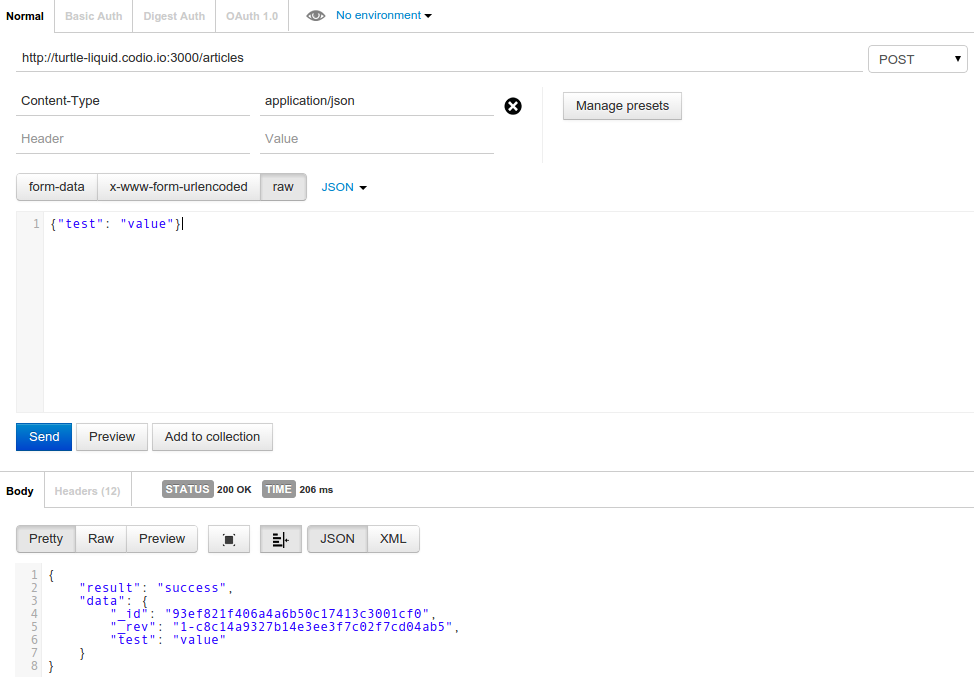 Normal Basic Auth Digest Auth OAuth 1.0 No environment
http://turtle-liquid.codio.io:3000/articles POST
Content-Type application/json Manage presets
Header Value
form-data x-www-form-urlencoded raw JSON
1 {"test": "value"}
Send Preview Add to collection
Body Headers (12) STATUS 200 OK TIME 206 ms
Pretty Raw Preview JSON XML
1 {
2 "result": "success",
3 "data": {
4 "_id": "93ef821f406a4a6b50c17413c3001cf0",
5 "_rev": "1-c8c14a9327b14e3ee3f7c02f7cd04ab5",
6 "test": "value"
7 }
8 }